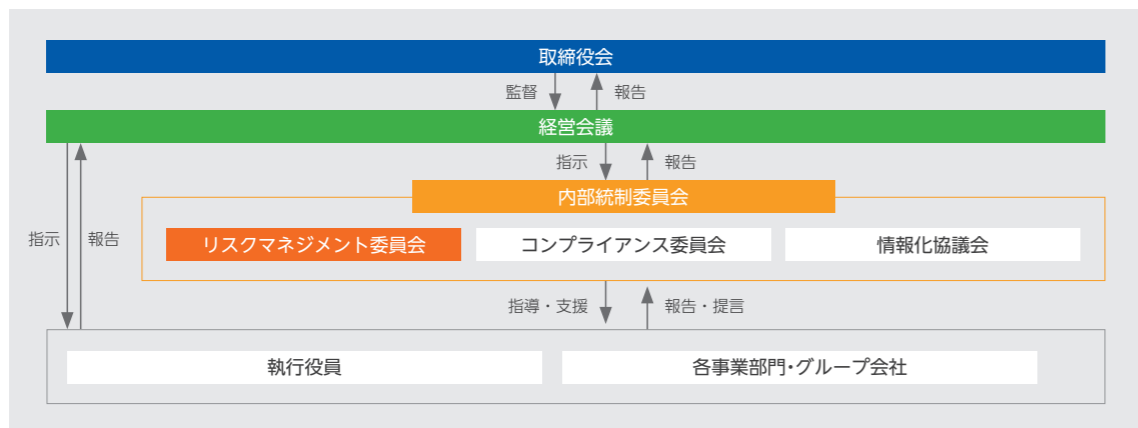 取締役会
監督
報告
経営会議
指示
報告
内部統制委員会
指示
報告
リスクマネジメント委員会
コンプライアンス委員会
情報化協議会
指導・支援
報告・提言
執行役員
各事業部門・グループ会社